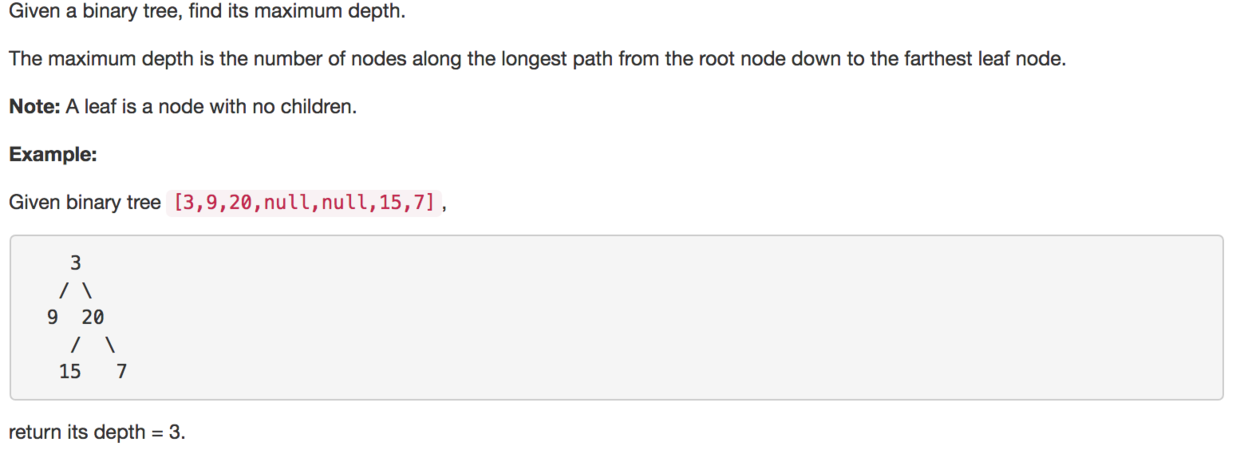 Given a binary tree, find its maximum depth.
The maximum depth is the number of nodes along the longest path from the root node down to the farthest leaf node.
Note: A leaf is a node with no children.
Example:
Given binary tree [3,9,20,null,null,15,7],
    3
   / \
  9  20
    /  \
   15   7
return its depth = 3.